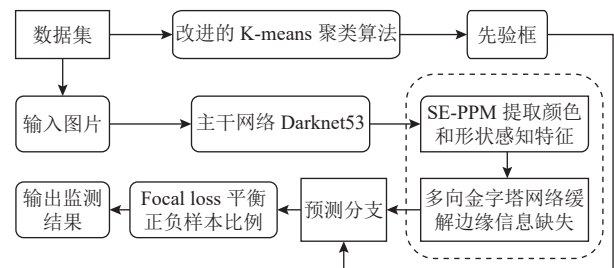 数据集
改进的 K-means 聚类算法
先验框
输入图片
主干网络 Darknet53
SE-PPM 提取颜色
和形状感知特征
多向金字塔网络缓
解边缘信息缺失
预测分支
Focal loss 平衡
正负样本比例
输出监测
结果